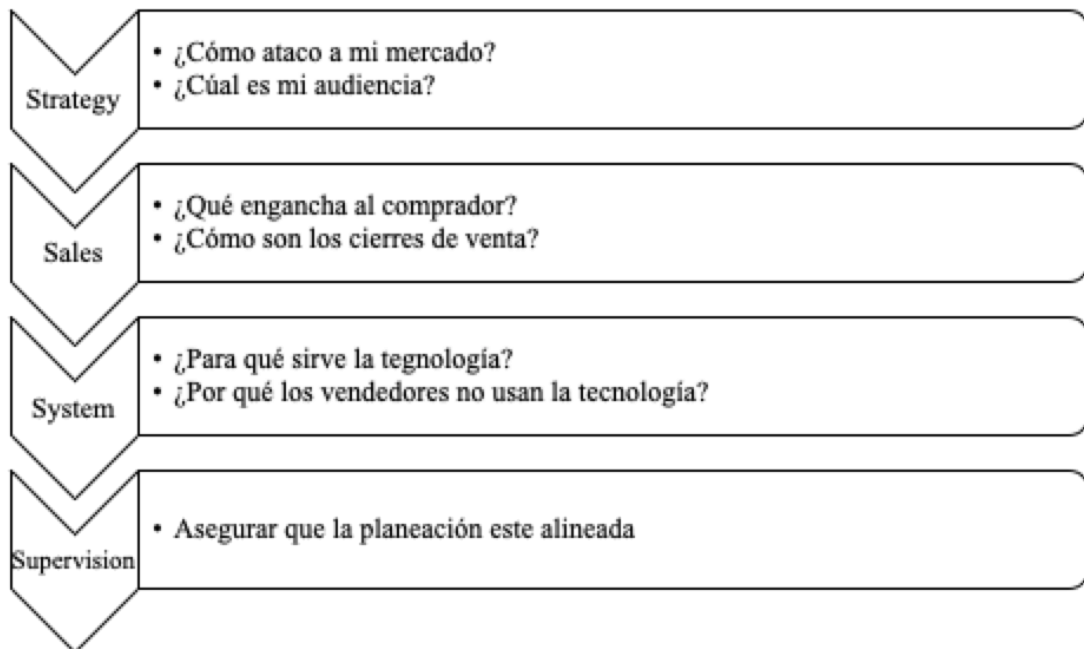 Strategy
• ¿Cómo ataco a mi mercado?
• ¿Cúal es mi audiencia?
Sales
• ¿Qué engancha al comprador?
• ¿Cómo son los cierres de venta?
System
• ¿Para qué sirve la tegnología?
• ¿Por qué los vendedores no usan la tecnología?
Supervision
• Asegurar que la planeación este alineada